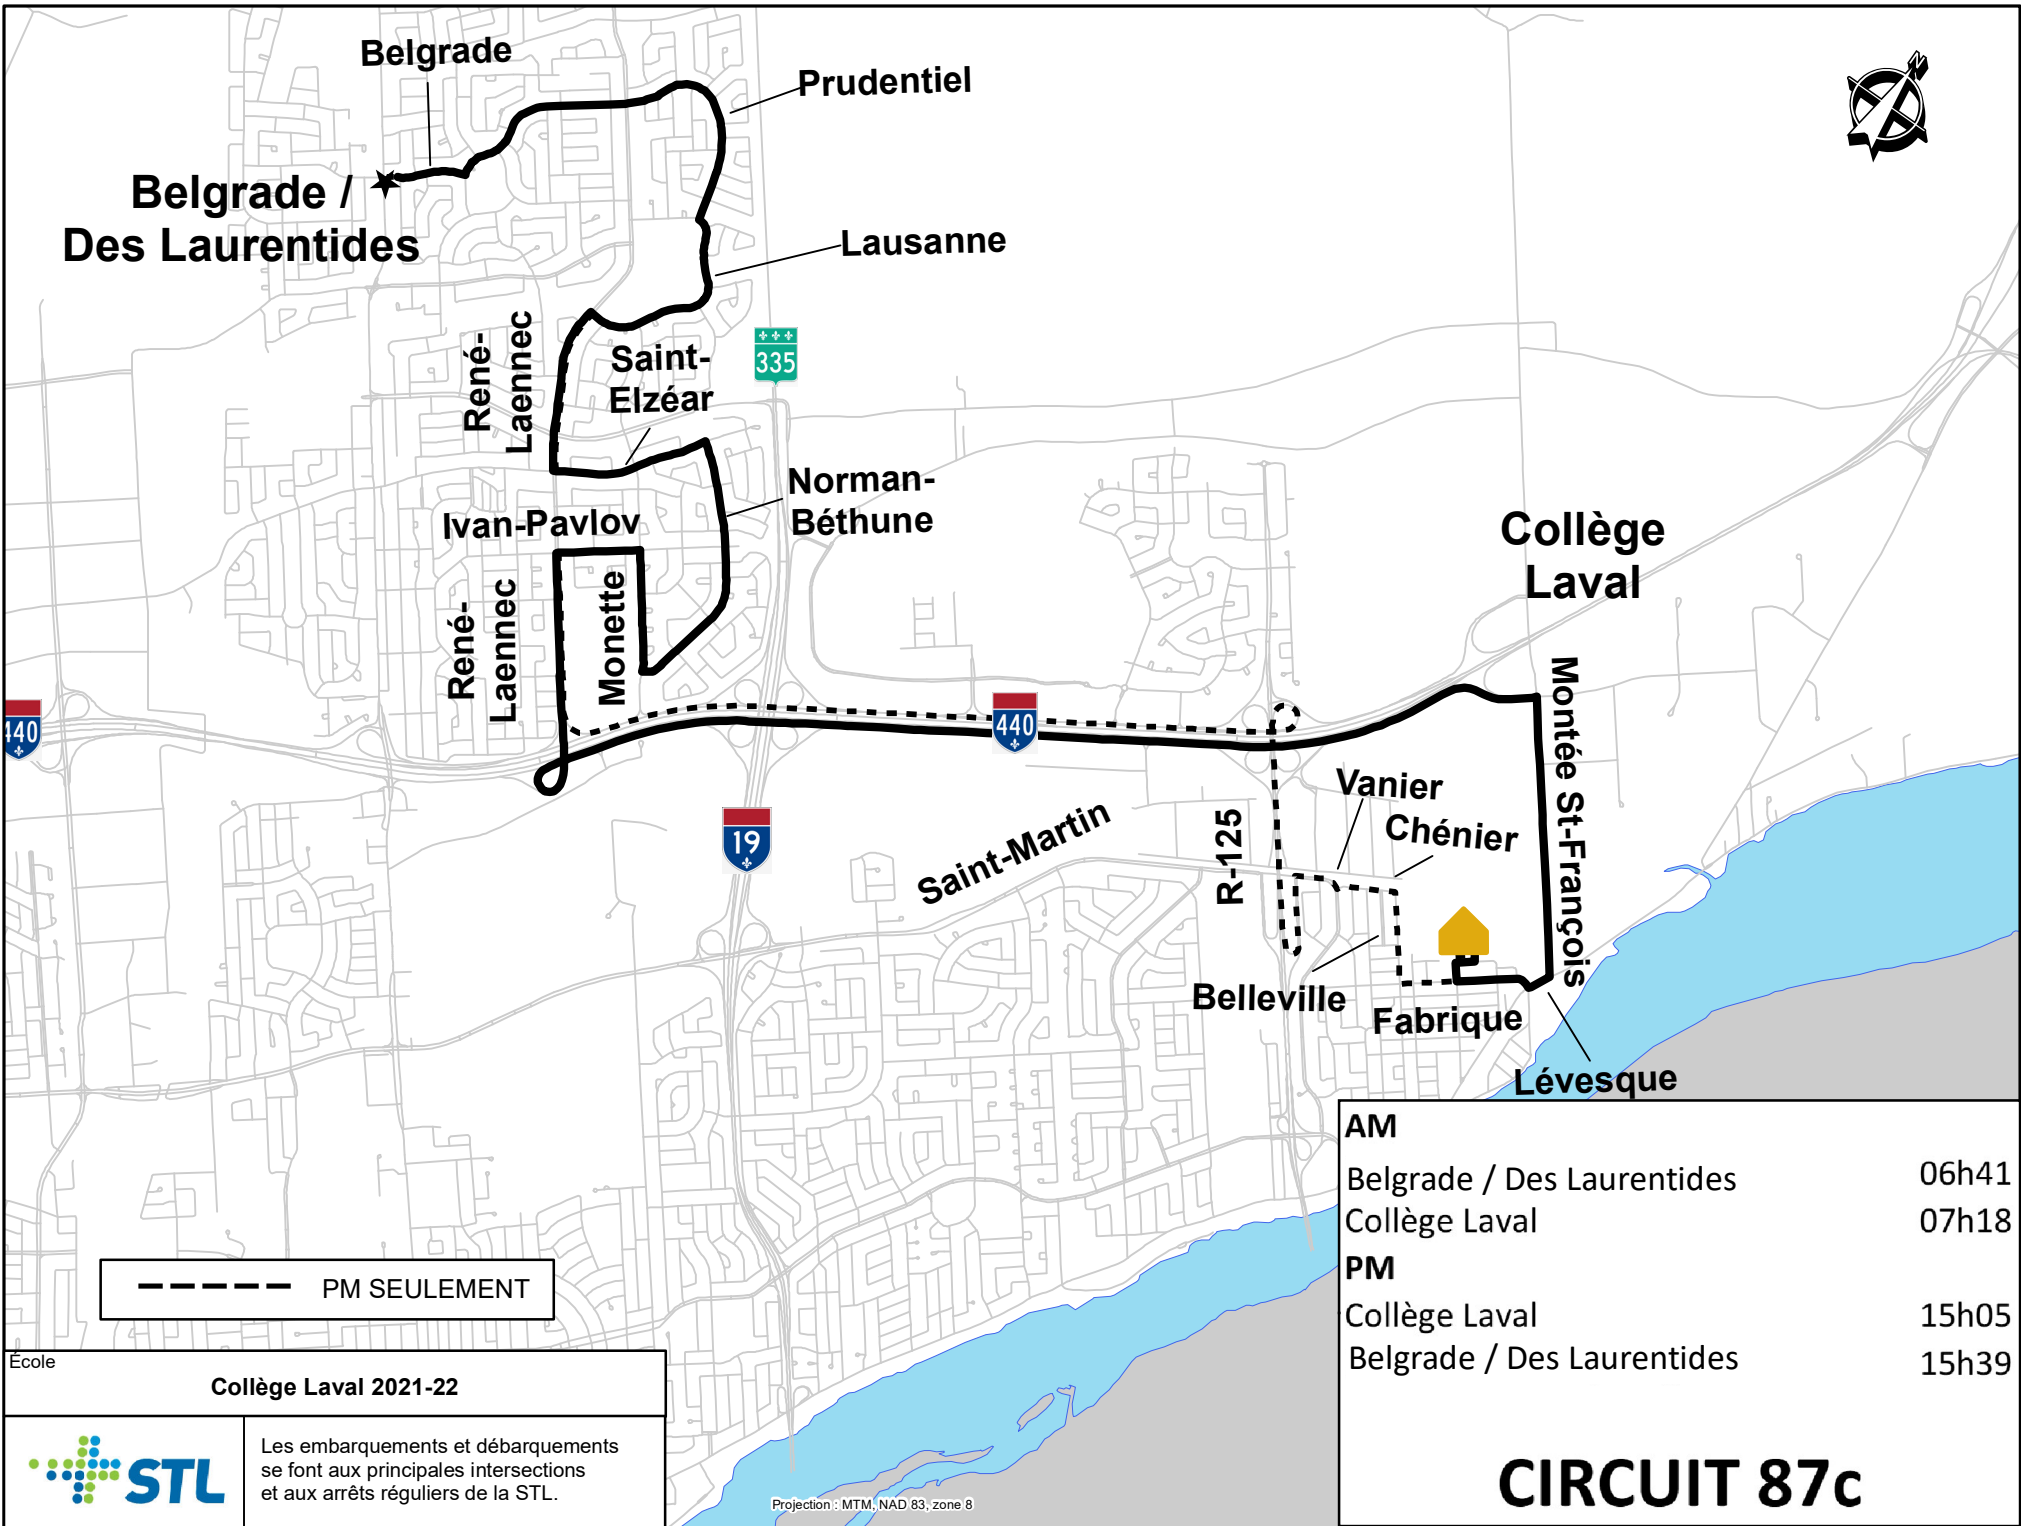 Belgrade
Prudentiel
N
Belgrade /
Des Laurentides
Lausanne
René-
Laennec
Saint-
Elzéar
335
Norman-
Béthune
Ivan-Pavlov
Collège
Laval
René-
Laennec
Monette
Montée St-François
440
440
19
Saint-Martin
R-125
Vanier
Chénier
Belleville
Fabrique
Lévesque
AM
Belgrade / Des Laurentides 06h41
Collège Laval 07h18
PM
Collège Laval 15h05
Belgrade / Des Laurentides 15h39
CIRCUIT 87c
PM SEULEMENT
École
Collège Laval 2021-22
STL
Les embarquements et débarquements
se font aux principales intersections
et aux arrêts réguliers de la STL.
Projection : MTM, NAD 83, zone 8